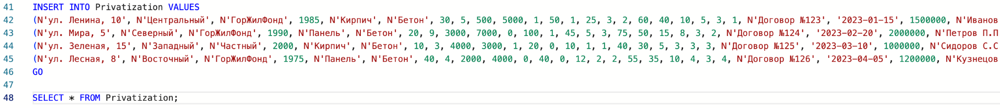 41 INSERT INTO Privatization VALUES
42 (N'ул. Ленина, 10', N'Центральный', N'ГорЖилФонд', 1985, N'Кирпич', N'Бетон', 30, 5, 500, 5000, 1, 50, 1, 25, 3, 2, 60, 40, 10, 5, 3, 1, N'Договор №123', '2023-01-15', 1500000, N'Иванов
43 (N'ул. Мира, 5', N'Северный', N'ГорЖилФонд', 1990, N'Панель', N'Бетон', 20, 9, 3000, 7000, 0, 100, 1, 45, 5, 3, 75, 50, 15, 8, 3, 2, N'Договор №124', '2023-02-20', 2000000, N'Петров П.П
44 (N'ул. Зеленая, 15', N'Западный', N'Частный', 2000, N'Кирпич', N'Бетон', 10, 3, 4000, 3000, 1, 20, 0, 10, 1, 1, 40, 30, 5, 3, 3, 3, N'Договор №125', '2023-03-10', 1000000, N'Сидоров С.С
45 (N'ул. Лесная, 8', N'Восточный', N'ГорЖилФонд', 1975, N'Панель', N'Бетон', 40, 4, 2000, 4000, 0, 40, 0, 12, 2, 2, 55, 35, 10, 4, 3, 4, N'Договор №126', '2023-04-05', 1200000, N'Кузнецов
46 GO
47
48 SELECT * FROM Privatization;